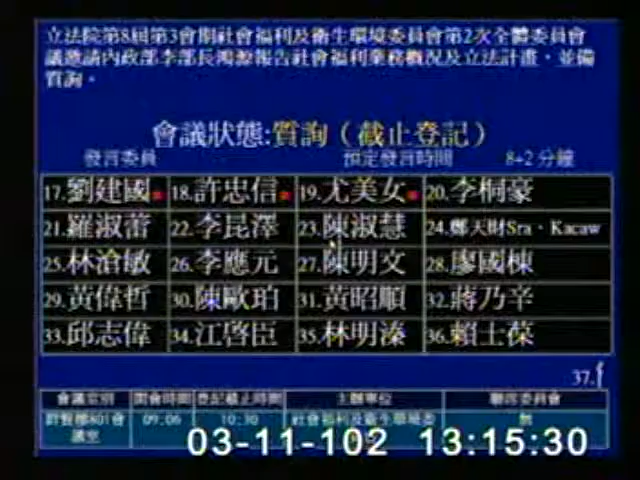 立法院第8屆第3會期社會福利及衛生環境委員會第2次全體委員會
議邀請內政部李部長鴻源報告社會福利業務概況及立法計畫，並備
質詢。
會議狀態:質詢（截止登記）
發言委員 預定發言時間 8+2 分鐘
17.劉建國 18.許忠信 19.尤美女 20.李桐豪
21.羅淑蕾 22.李昆澤 23.陳淑慧 24.鄭天財Sra．Kacaw
25.林滄敏 26.李應元 27.陳明文 28.廖國棟
29.黃偉哲 30.陳歐珀 31.黃昭順 32.蔣乃辛
33.邱志偉 34.江啓臣 35.林明溱 36.賴士葆
37.
會議室別 開會時間 登記截止時間 主辦單位 聯席委員會
群賢樓801會 09:06 10:30 社會福利及衛生環境委 無
議室
03-11-102 13:15:30